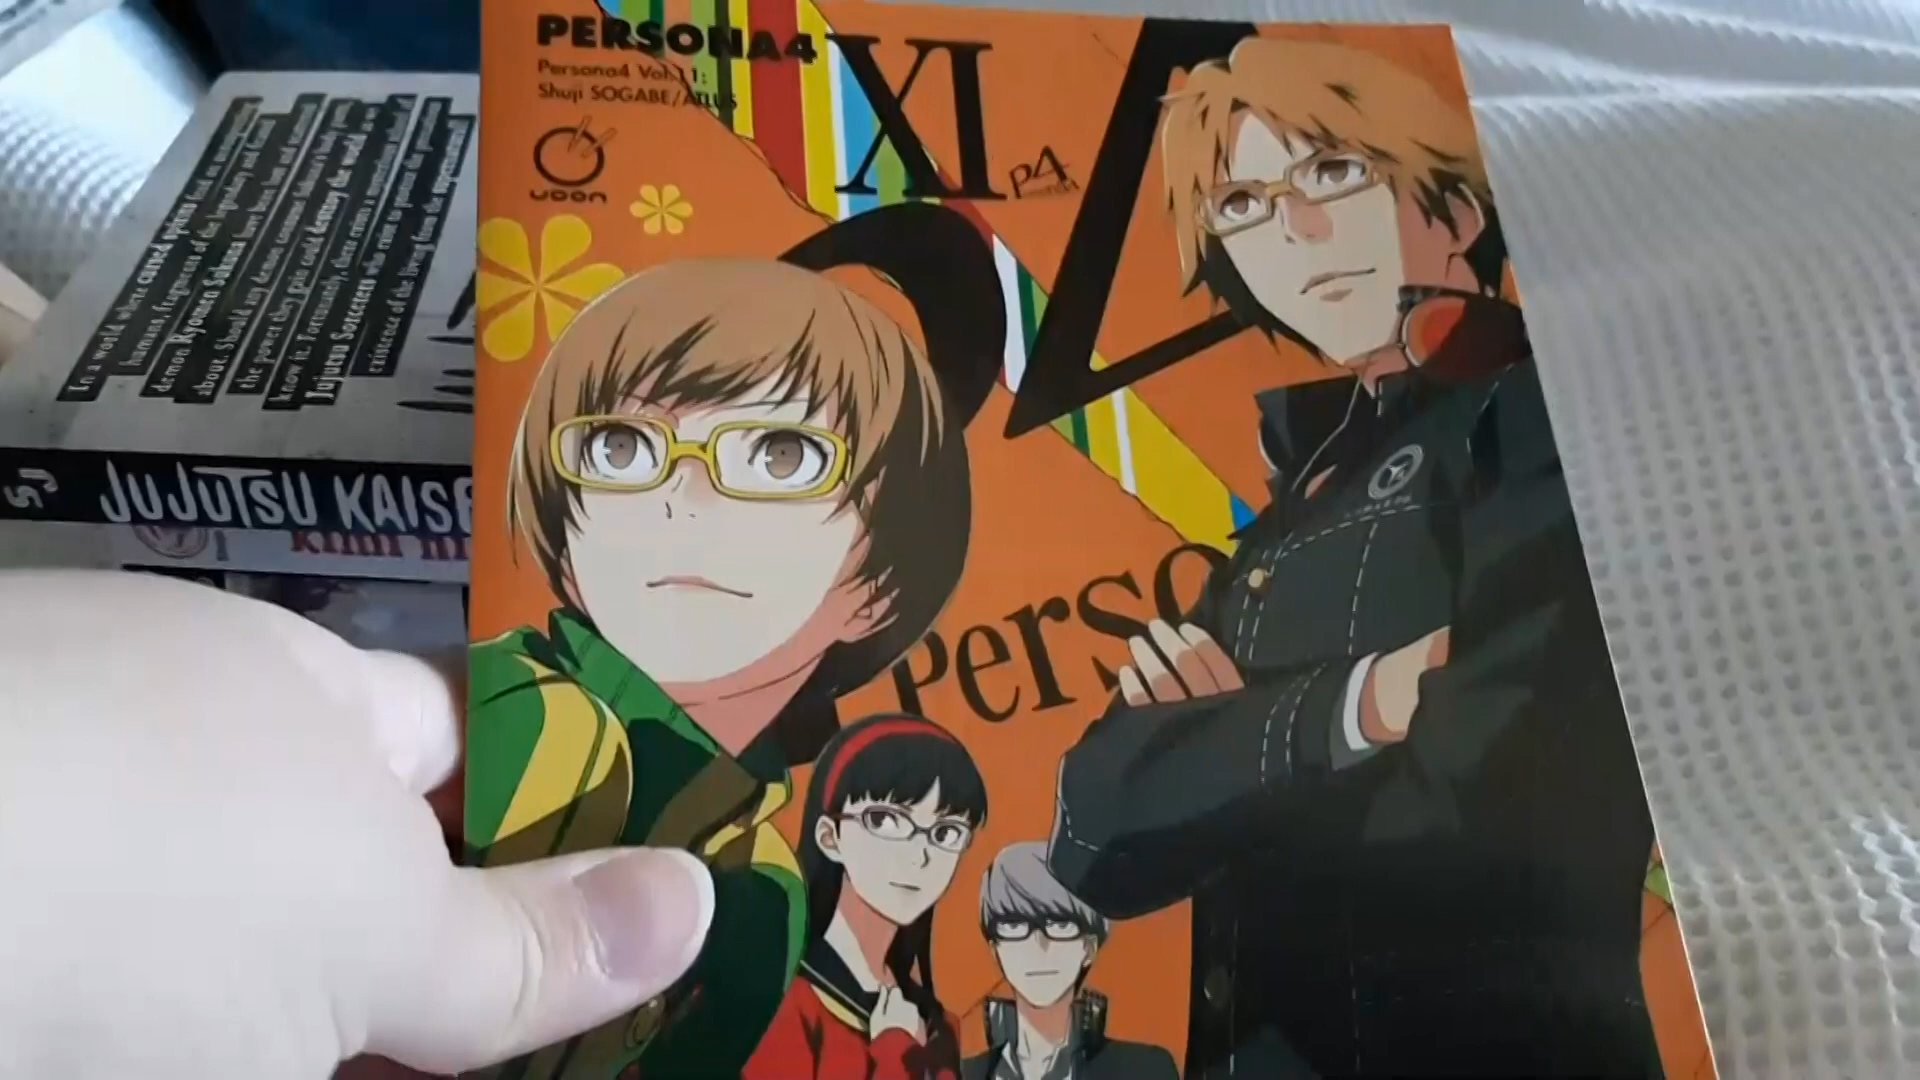 PERSONA4
Persona4 Vol.11:
Shuji SOGABE/ATLUS
UDON
XI
P4
Perso
In a world where cursed spirits feed on unsuspecting
humans, fragments of the legendary and feared
demon Ryomen Sukuna have been lost and scattered
about. Should any demon consume Sukuna's body parts,
the power they gain could destroy the world as we
know it. Fortunately, there exists a mysterious school of
Jujutsu Sorcerers who exist to protect the precarious
existence of the living from the supernatural!
SJ
JUJUTSU KAISE